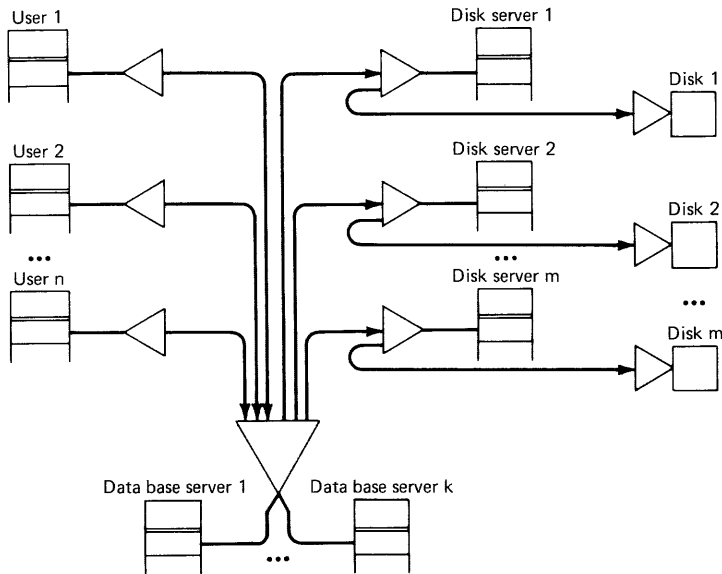 User 1
Disk server 1
Disk 1
User 2
Disk server 2
Disk 2
...
...
User n
Disk server m
...
Disk m
Data base server 1
Data base server k
...